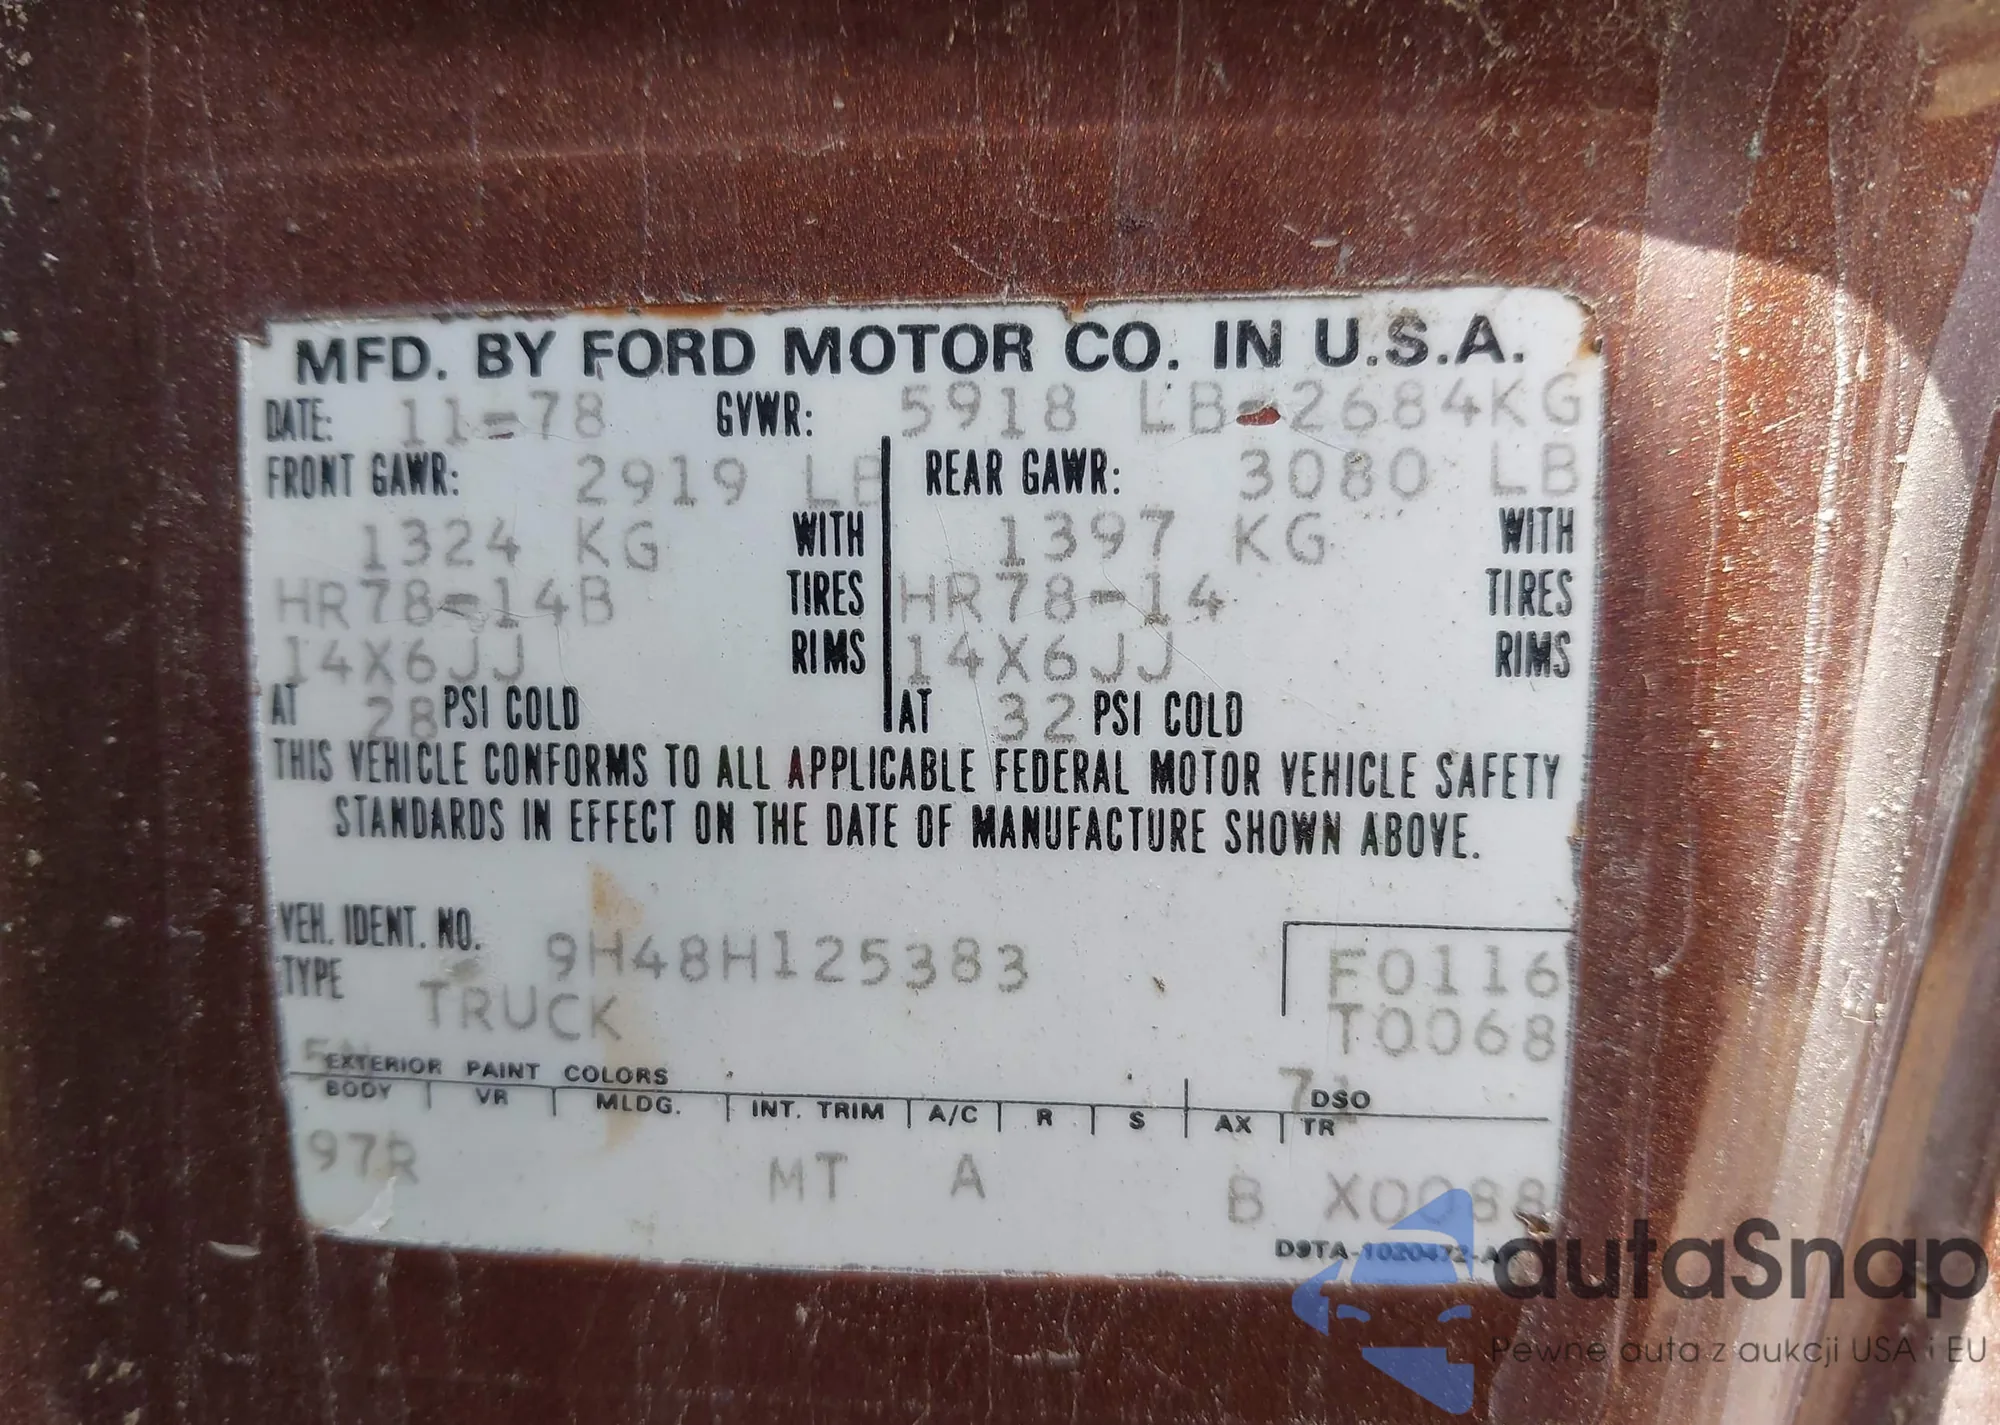 MFD. BY FORD MOTOR CO. IN U.S.A.
DATE: 11-78 GVWR: 5918 LB-2684KG
FRONT GAWR: 2919 LB REAR GAWR: 3080 LB
1324 KG WITH 1397 KG WITH
HR78-14B TIRES HR78-14 TIRES
14X6JJ RIMS 14X6JJ RIMS
AT 28 PSI COLD AT 32 PSI COLD
THIS VEHICLE CONFORMS TO ALL APPLICABLE FEDERAL MOTOR VEHICLE SAFETY
STANDARDS IN EFFECT ON THE DATE OF MANUFACTURE SHOWN ABOVE.
VEH. IDENT. NO. 9H48H125383 F0116
TYPE TRUCK T0068
EXTERIOR PAINT COLORS DSO
BODY VR MLDG. INT. TRIM A/C R S AX TR
97R MT A B X0088
autaSnap
Pewne auta z aukcji USA i EU